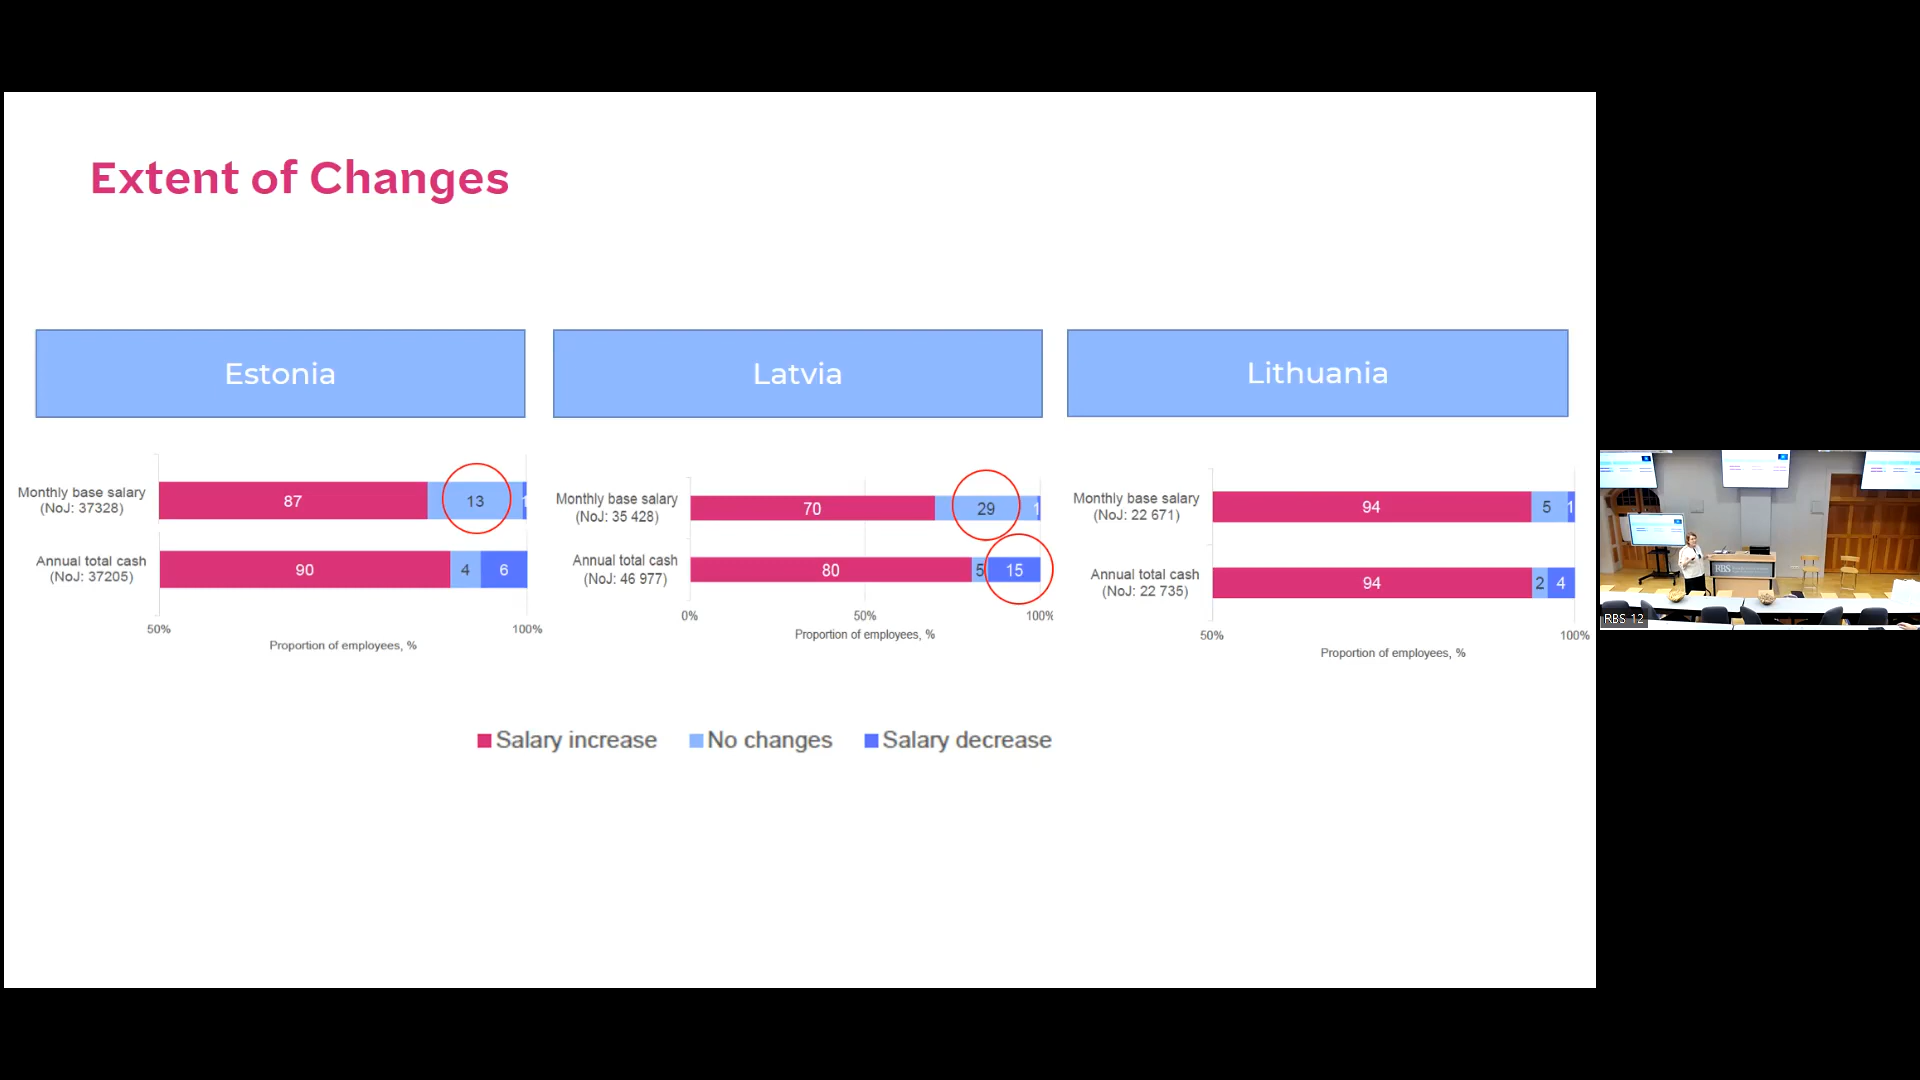 Extent of Changes
Estonia
Latvia
Lithuania
Monthly base salary
(NoJ: 37328)
87
13
1
Annual total cash
(NoJ: 37205)
90
4
6
50%
100%
Proportion of employees, %
Monthly base salary
(NoJ: 35 428)
70
29
1
Annual total cash
(NoJ: 46 977)
80
5
15
0%
50%
100%
Proportion of employees, %
Monthly base salary
(NoJ: 22 671)
94
5
1
Annual total cash
(NoJ: 22 735)
94
2
4
50%
100%
Proportion of employees, %
Salary increase
No changes
Salary decrease
RBS
RBS 12